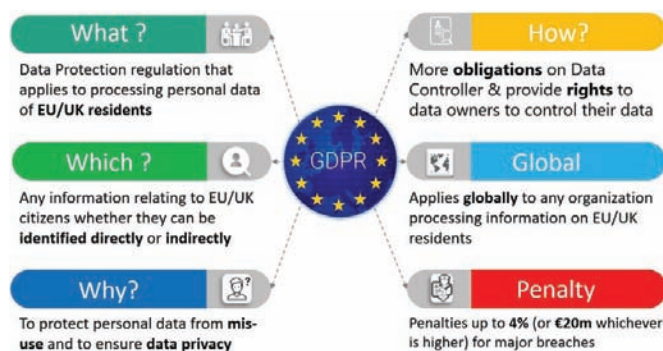 What ?
Data Protection regulation that
applies to processing personal data
of EU/UK residents
Which ?
Any information relating to EU/UK
citizens whether they can be
identified directly or indirectly
Why?
To protect personal data from mis-
use and to ensure data privacy
GDPR
How?
More obligations on Data
Controller & provide rights to
data owners to control their data
Global
Applies globally to any organization
processing information on EU/UK
residents
Penalty
Penalties up to 4% (or €20m whichever
is higher) for major breaches